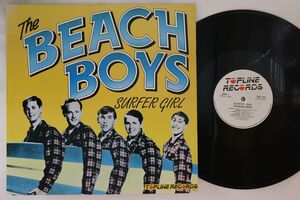 The
BEACH
BOYS
SURFER GIRL
TOPLINE RECORDS
TOPLINE
RECORDS